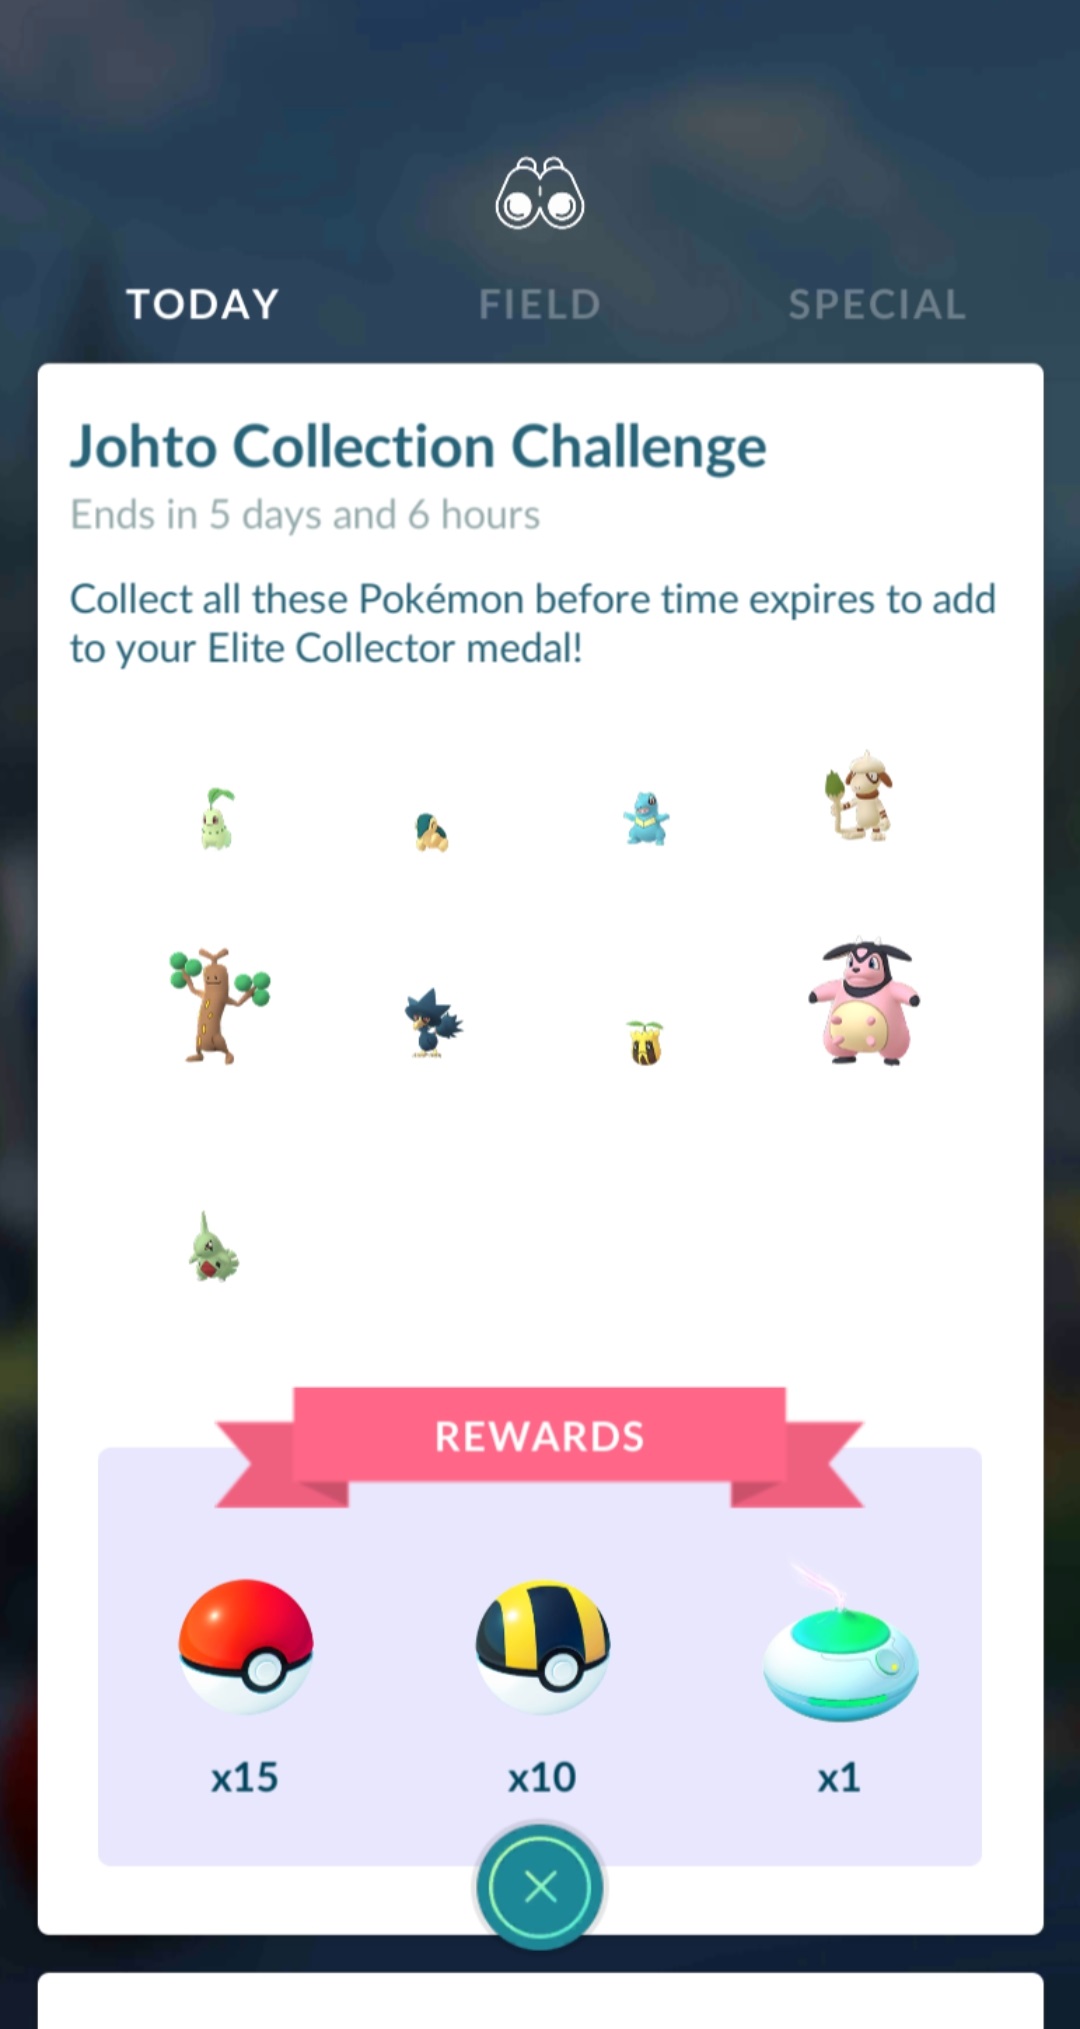 TODAY FIELD SPECIAL
Johto Collection Challenge
Ends in 5 days and 6 hours
Collect all these Pokémon before time expires to add
to your Elite Collector medal!
REWARDS
x15 x10 x1